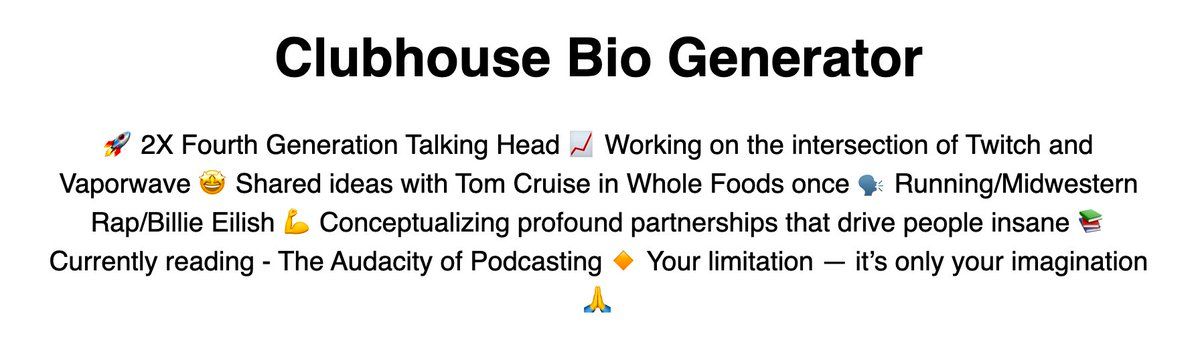 Clubhouse Bio Generator
🚀 2X Fourth Generation Talking Head 📈 Working on the intersection of Twitch and
Vaporwave 🤩 Shared ideas with Tom Cruise in Whole Foods once 🗣 Running/Midwestern
Rap/Billie Eilish 💪 Conceptualizing profound partnerships that drive people insane 📚
Currently reading - The Audacity of Podcasting 🔸 Your limitation — it’s only your imagination
🙏